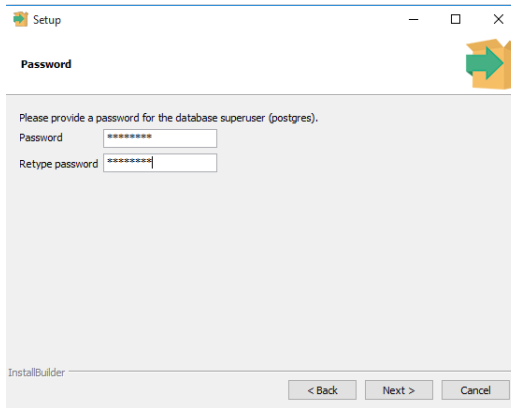 Setup
Password
Please provide a password for the database superuser (postgres).
Password ********
Retype password ********
InstallBuilder
< Back Next > Cancel